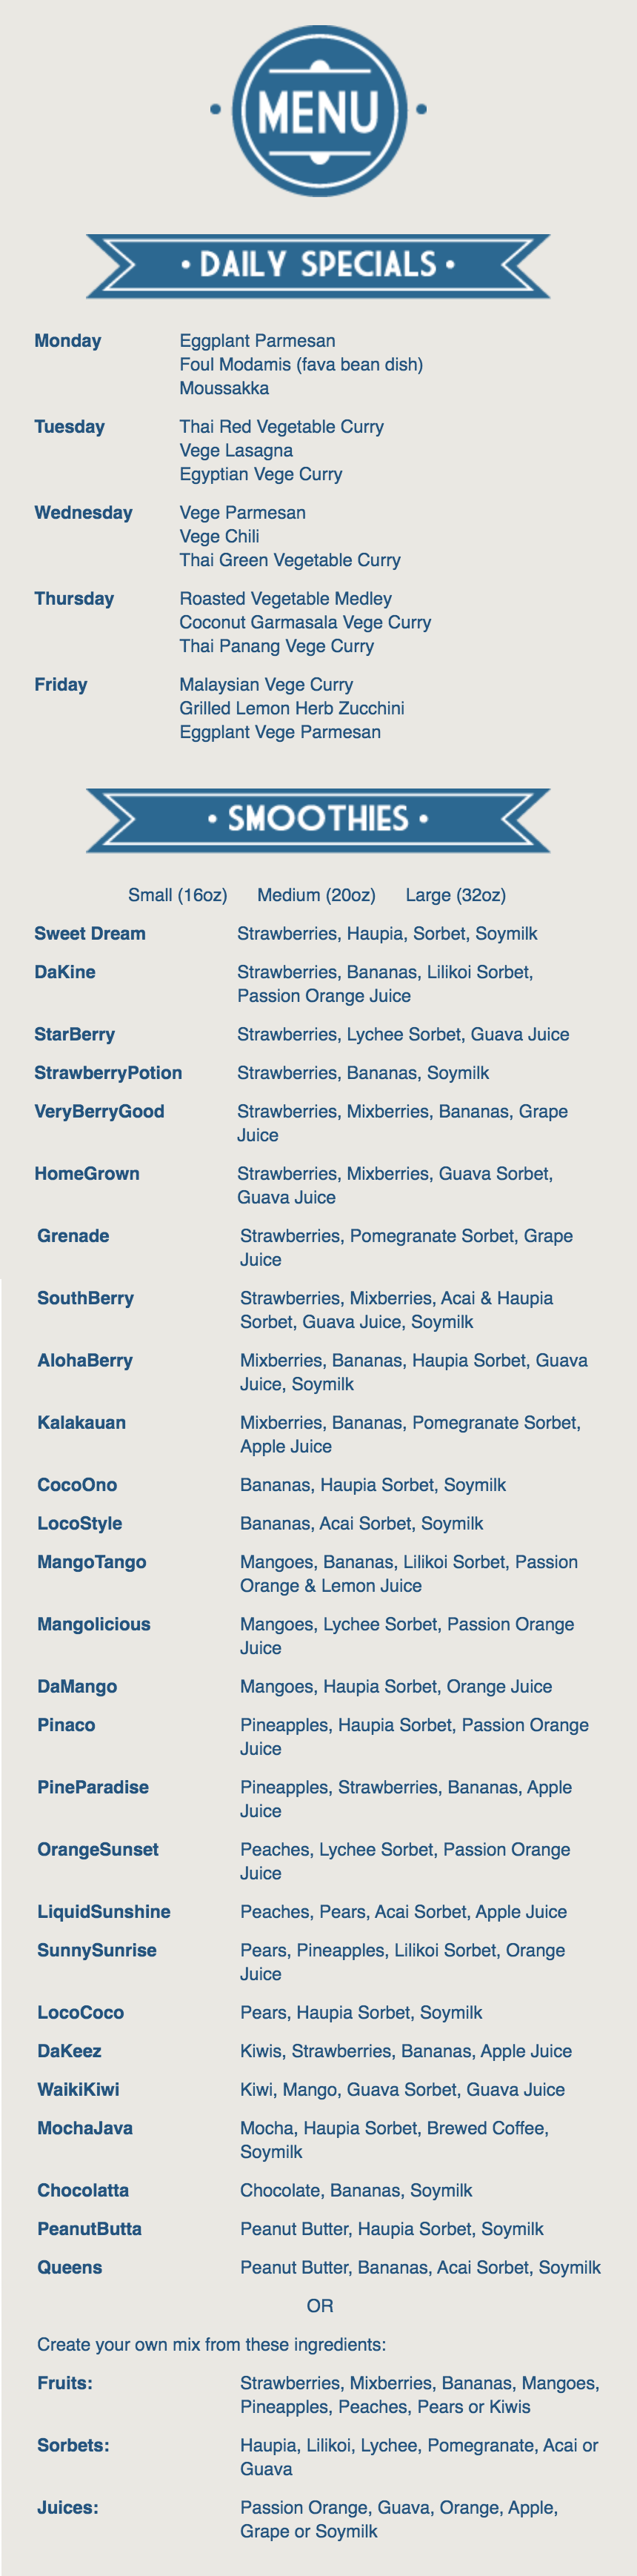 MENU
• DAILY SPECIALS •
Monday Eggplant Parmesan
Foul Modamis (fava bean dish)
Moussakka
Tuesday Thai Red Vegetable Curry
Vege Lasagna
Egyptian Vege Curry
Wednesday Vege Parmesan
Vege Chili
Thai Green Vegetable Curry
Thursday Roasted Vegetable Medley
Coconut Garmasala Vege Curry
Thai Panang Vege Curry
Friday Malaysian Vege Curry
Grilled Lemon Herb Zucchini
Eggplant Vege Parmesan
• SMOOTHIES •
Small (16oz) Medium (20oz) Large (32oz)
Sweet Dream Strawberries, Haupia, Sorbet, Soymilk
DaKine Strawberries, Bananas, Lilikoi Sorbet,
Passion Orange Juice
StarBerry Strawberries, Lychee Sorbet, Guava Juice
StrawberryPotion Strawberries, Bananas, Soymilk
VeryBerryGood Strawberries, Mixberries, Bananas, Grape
Juice
HomeGrown Strawberries, Mixberries, Guava Sorbet,
Guava Juice
Grenade Strawberries, Pomegranate Sorbet, Grape
Juice
SouthBerry Strawberries, Mixberries, Acai & Haupia
Sorbet, Guava Juice, Soymilk
AlohaBerry Mixberries, Bananas, Haupia Sorbet, Guava
Juice, Soymilk
Kalakauan Mixberries, Bananas, Pomegranate Sorbet,
Apple Juice
CocoOno Bananas, Haupia Sorbet, Soymilk
LocoStyle Bananas, Acai Sorbet, Soymilk
MangoTango Mangoes, Bananas, Lilikoi Sorbet, Passion
Orange & Lemon Juice
Mangolicious Mangoes, Lychee Sorbet, Passion Orange
Juice
DaMango Mangoes, Haupia Sorbet, Orange Juice
Pinaco Pineapples, Haupia Sorbet, Passion Orange
Juice
PineParadise Pineapples, Strawberries, Bananas, Apple
Juice
OrangeSunset Peaches, Lychee Sorbet, Passion Orange
Juice
LiquidSunshine Peaches, Pears, Acai Sorbet, Apple Juice
SunnySunrise Pears, Pineapples, Lilikoi Sorbet, Orange
Juice
LocoCoco Pears, Haupia Sorbet, Soymilk
DaKeez Kiwis, Strawberries, Bananas, Apple Juice
WaikiKiwi Kiwi, Mango, Guava Sorbet, Guava Juice
MochaJava Mocha, Haupia Sorbet, Brewed Coffee,
Soymilk
Chocolatta Chocolate, Bananas, Soymilk
PeanutButta Peanut Butter, Haupia Sorbet, Soymilk
Queens Peanut Butter, Bananas, Acai Sorbet, Soymilk
OR
Create your own mix from these ingredients:
Fruits: Strawberries, Mixberries, Bananas, Mangoes,
Pineapples, Peaches, Pears or Kiwis
Sorbets: Haupia, Lilikoi, Lychee, Pomegranate, Acai or
Guava
Juices: Passion Orange, Guava, Orange, Apple,
Grape or Soymilk